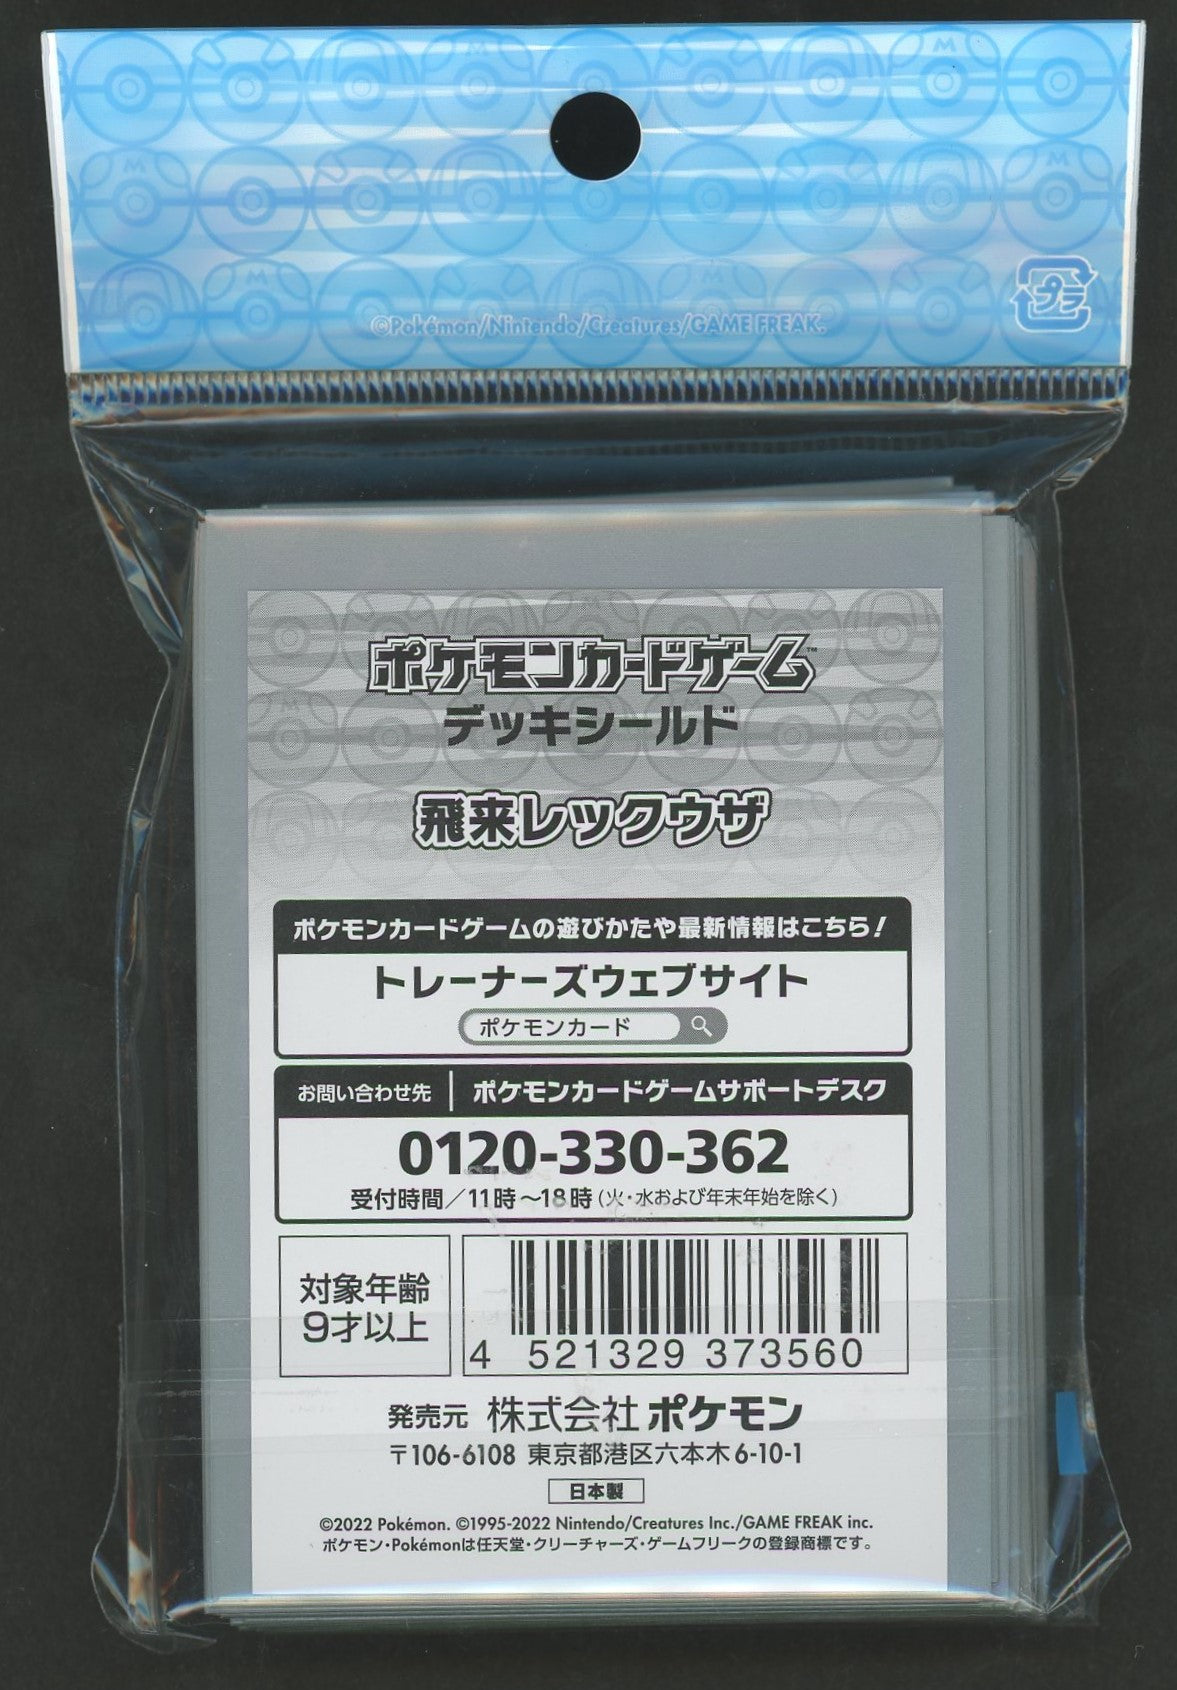 ©Pokémon/Nintendo/Creatures/GAME FREAK.
プラ
ポケモンカードゲーム™
デッキシールド
飛来レックウザ
ポケモンカードゲームの遊びかたや最新情報はこちら!
トレーナーズウェブサイト
ポケモンカード
お問い合わせ先 | ポケモンカードゲームサポートデスク
0120-330-362
受付時間/11時〜18時(火・水および年末年始を除く)
対象年齢
9才以上
4 521329 373560
発売元 株式会社ポケモン
〒106-6108 東京都港区六本木6-10-1
日本製
©2022 Pokémon. ©1995-2022 Nintendo/Creatures Inc./GAME FREAK inc.
ポケモン・Pokémonは任天堂・クリーチャーズ・ゲームフリークの登録商標です。